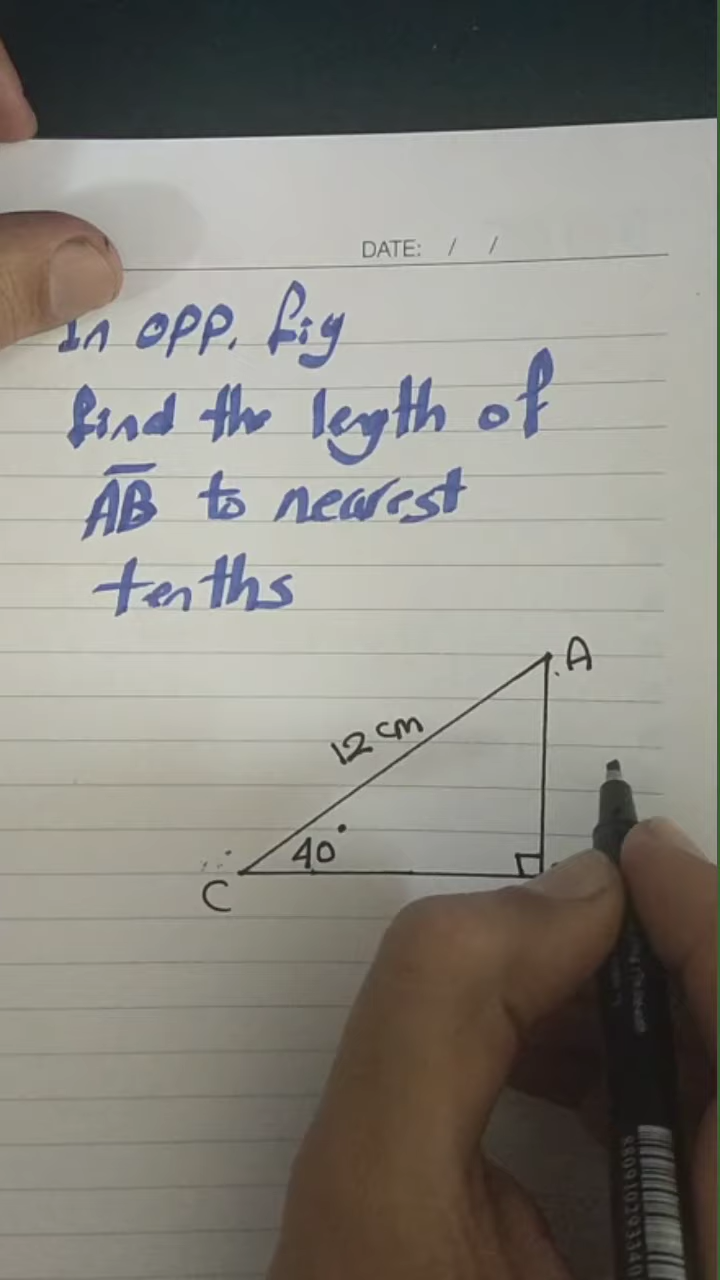 DATE: / /
In opp. fig
find the length of
AB to nearest
tenths
A
12 cm
40°
C